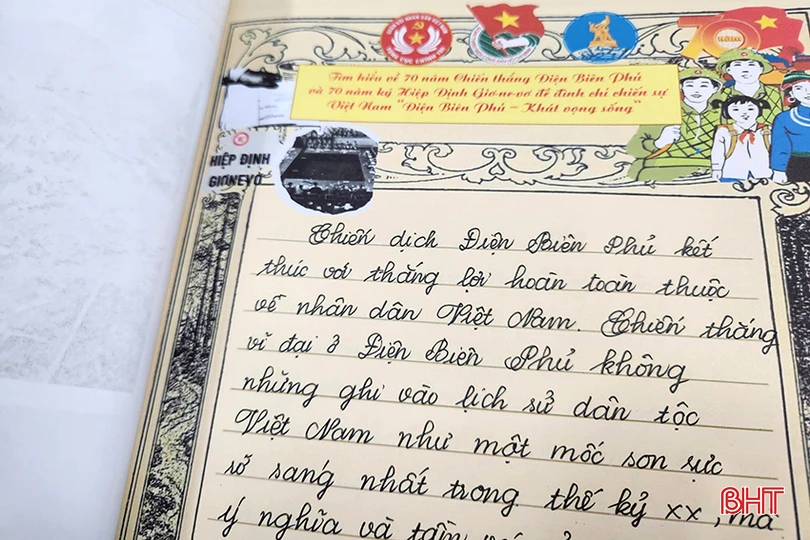 70
NĂM
Tìm hiểu về 70 năm Chiến thắng Điện Biên Phủ
và 70 năm ký Hiệp Định Giơ-ne-vơ để đình chỉ chiến sự
Việt Nam "Điện Biên Phủ - Khát vọng sống"
HIỆP ĐỊNH
GIƠNEVƠ
Chiến dịch Điện Biên Phủ kết
thúc với thắng lợi hoàn toàn thuộc
về nhân dân Việt Nam. Chiến thắng
vĩ đại ở Điện Biên Phủ không
những ghi vào lịch sử dân tộc
Việt Nam như một mốc son rực
rỡ sáng nhất trong thế kỷ XX, mà
ý nghĩa và tầm
BHT